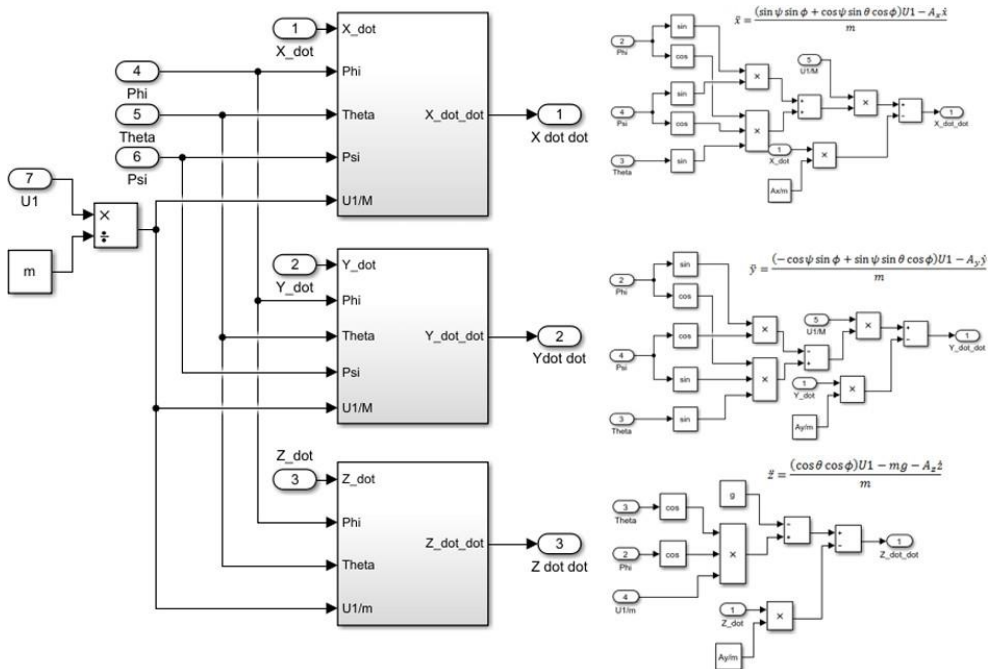 1
X_dot
4
Phi
5
Theta
6
Psi
7
U1
×
÷
m
X_dot
Phi
Theta
Psi
U1/M
X_dot_dot
1
X dot dot
2
Y_dot
Y_dot
Phi
Theta
Psi
U1/M
Y_dot_dot
2
Ydot dot
Z_dot
3
Z_dot
Phi
Theta
U1/m
Z_dot_dot
3
Z dot dot
ẍ = (sin ψ sin ϕ + cos ψ sin θ cos ϕ)U1 − Aₓẋ / m
2
Phi
sin
cos
4
Psi
sin
cos
3
Theta
sin
×
×
+
+
5
U1/M
×
1
X_dot
Ax/m
×
+
−
1
X_dot_dot
ÿ = (−cos ψ sin ϕ + sin ψ sin θ cos ϕ)U1 − A_y ẏ / m
2
Phi
sin
cos
4
Psi
cos
sin
3
Theta
sin
×
×
−
+
5
U1/M
×
1
Y_dot
Ay/m
×
+
−
1
Y_dot_dot
z̈ = (cos θ cos ϕ)U1 − mg − A_z ż / m
3
Theta
cos
2
Phi
cos
4
U1/m
×
g
−
+
1
Z_dot
Ay/m
×
+
−
1
Z_dot_dot